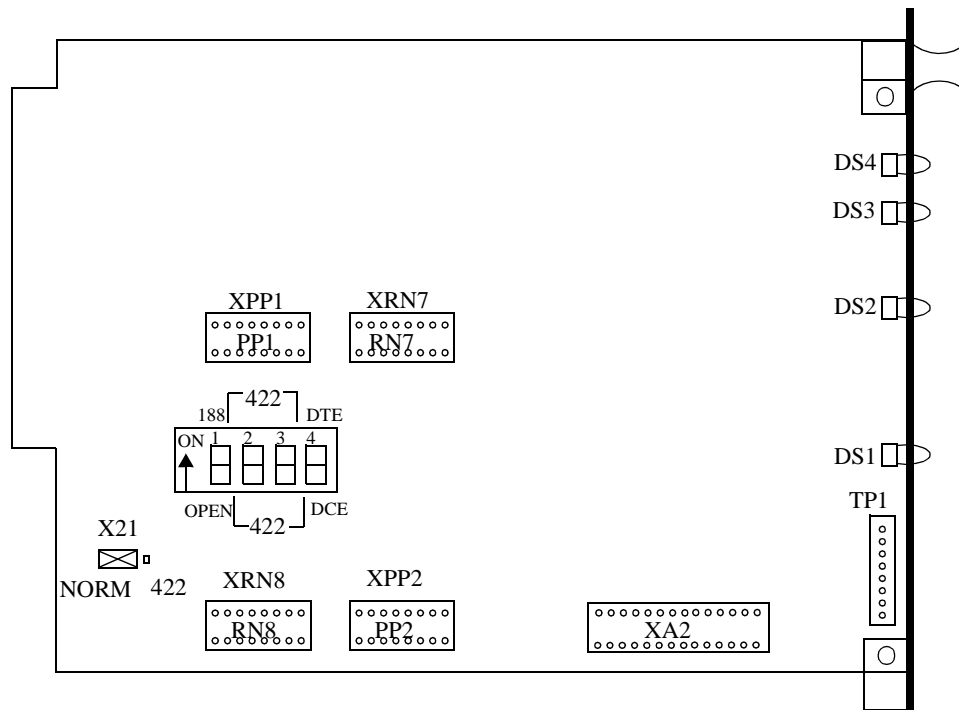 DS4
DS3
XPP1 XRN7
DS2
PP1 RN7
422
188 DTE
ON 1 2 3 4
DS1
OPEN DCE
422
TP1
X21
NORM 422
XRN8 XPP2
RN8 PP2 XA2